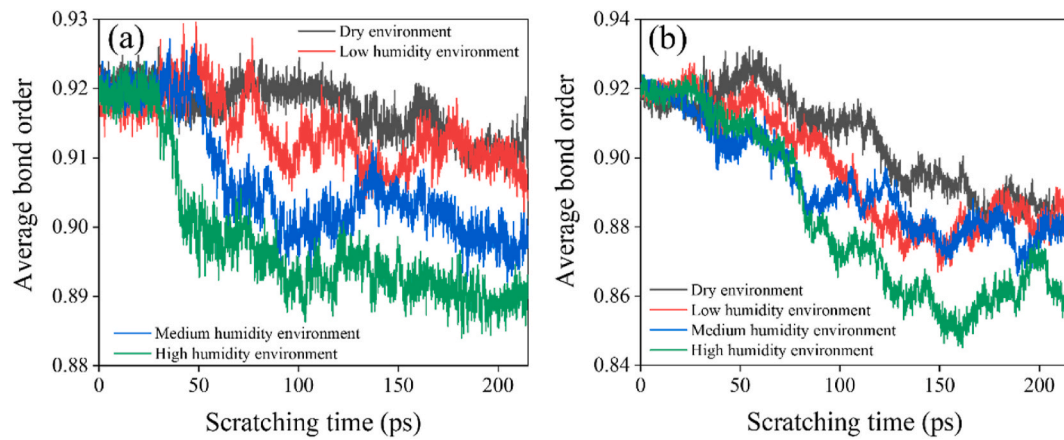 (a)
Dry environment
Low humidity environment
Medium humidity environment
High humidity environment
0.93
0.92
0.91
0.90
0.89
0.88
Average bond order
0 50 100 150 200
Scratching time (ps)
(b)
Dry environment
Low humidity environment
Medium humidity environment
High humidity environment
0.94
0.92
0.90
0.88
0.86
0.84
Average bond order
0 50 100 150 200
Scratching time (ps)